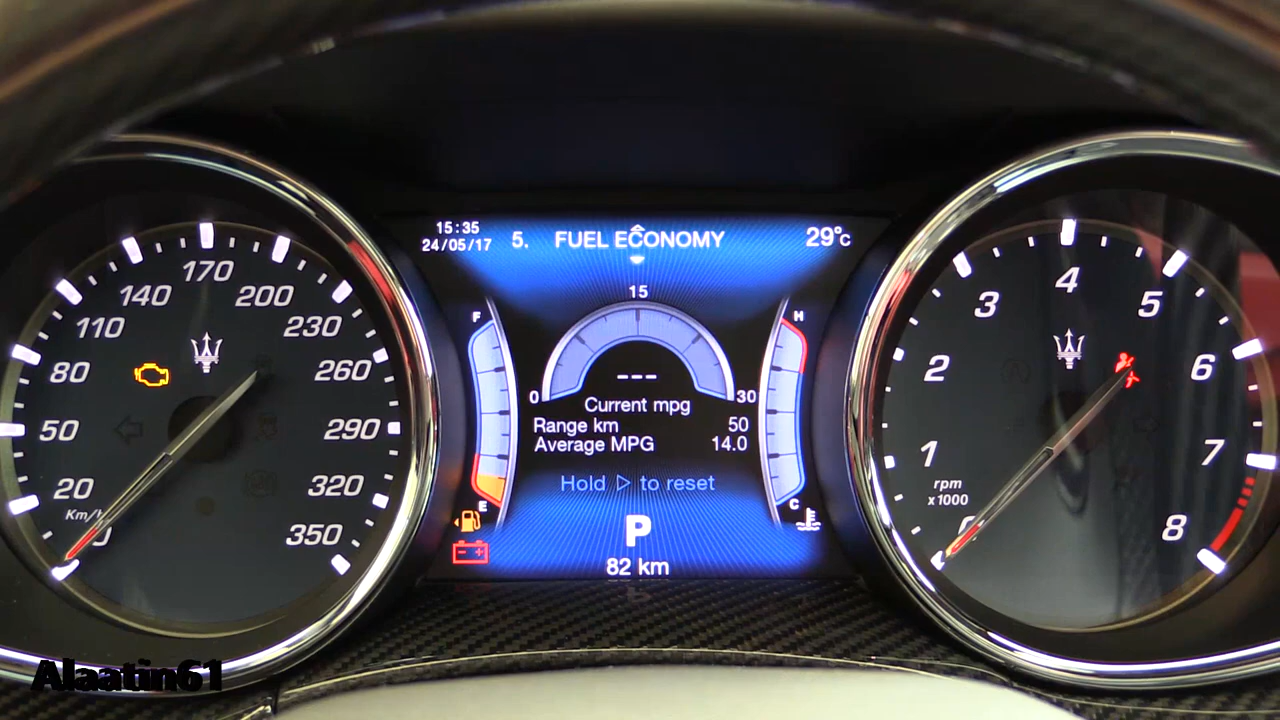 15:35
24/05/17
5. FUEL ECONOMY
29°c
170
140
200
110
230
80
260
50
290
20
320
Km/h
0
350
F
E
15
0
30
---
Current mpg
Range km 50
Average MPG 14.0
Hold ▷ to reset
P
82 km
H
C
4
3
5
2
6
1
7
rpm
x1000
0
8
Alaatin61